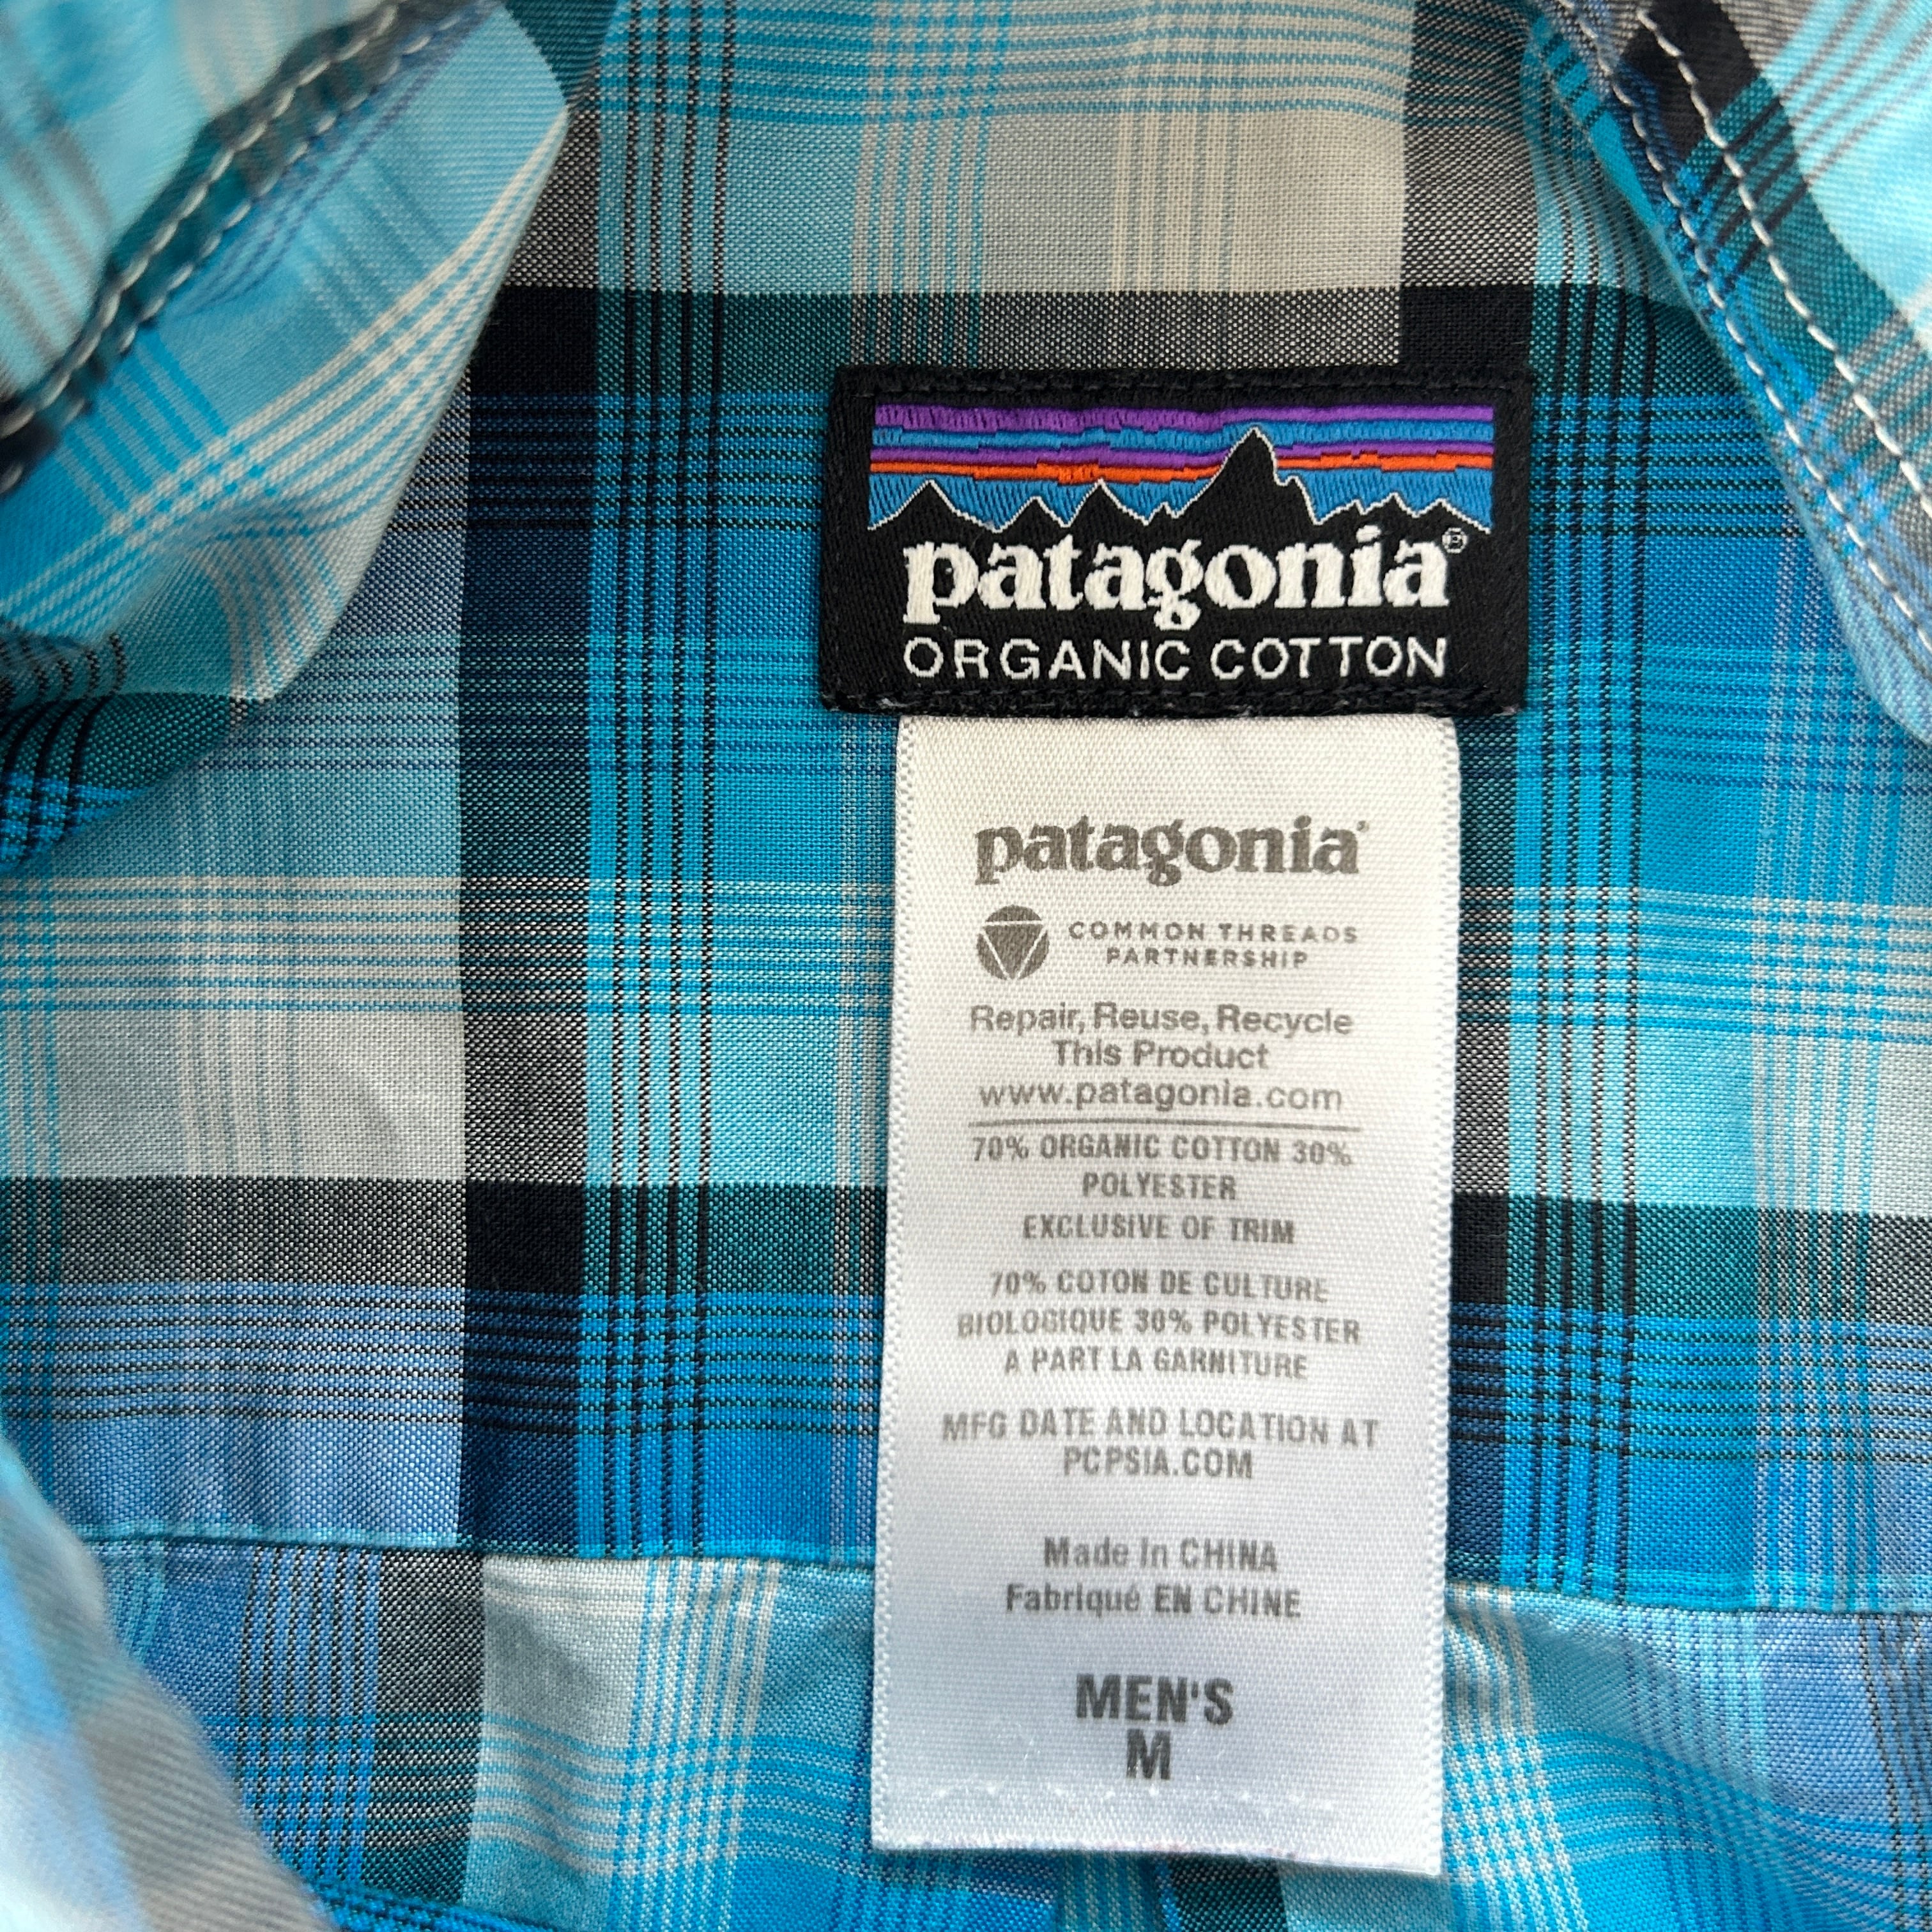 patagonia®
ORGANIC COTTON
patagonia®
COMMON THREADS
PARTNERSHIP
Repair, Reuse, Recycle
This Product
www.patagonia.com
70% ORGANIC COTTON 30%
POLYESTER
EXCLUSIVE OF TRIM
70% COTON DE CULTURE
BIOLOGIQUE 30% POLYESTER
A PART LA GARNITURE
MFG DATE AND LOCATION AT
PCPSIA.COM
Made in CHINA
Fabriqué EN CHINE
MEN'S
M